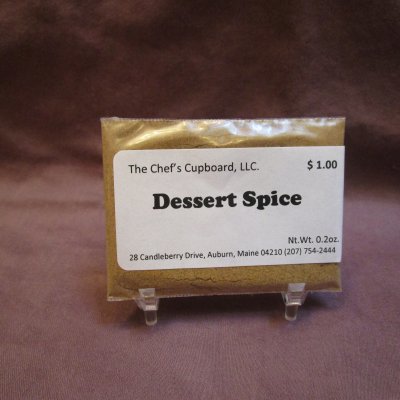 The Chef's Cupboard, LLC. $ 1.00
Dessert Spice
Nt.Wt. 0.2oz.
28 Candleberry Drive, Auburn, Maine 04210 (207) 754-2444